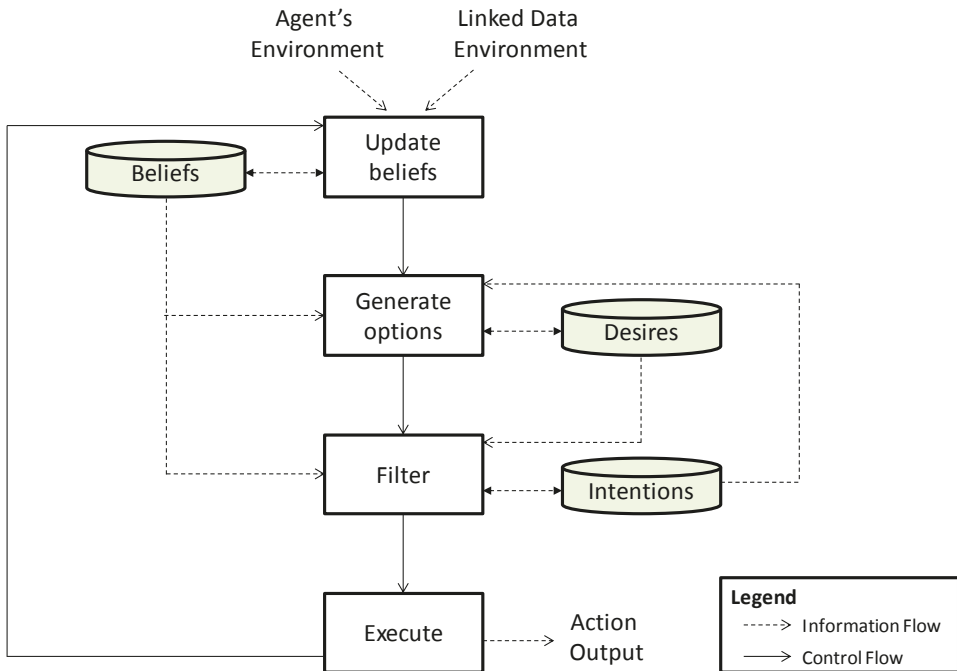 Agent's
Environment
Linked Data
Environment
Update
beliefs
Beliefs
Generate
options
Desires
Filter
Intentions
Execute
Action
Output
Legend
Information Flow
Control Flow